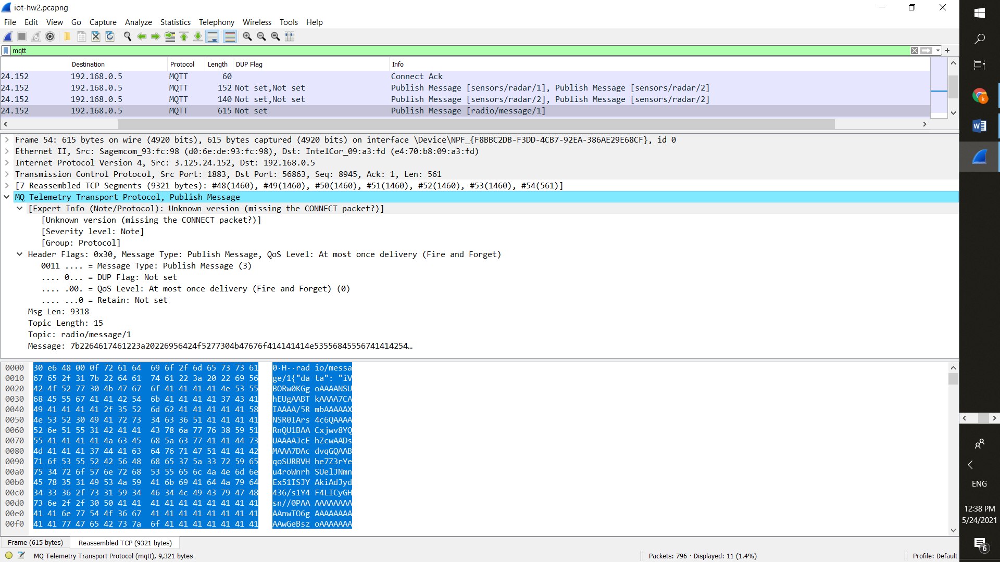 iot-hw2.pcapng
File Edit View Go Capture Analyze Statistics Telephony Wireless Tools Help
mqtt
Destination Protocol Length DUP Flag Info
24.152 192.168.0.5 MQTT 60 Connect Ack
24.152 192.168.0.5 MQTT 152 Not set,Not set Publish Message [sensors/radar/1], Publish Message [sensors/radar/2]
24.152 192.168.0.5 MQTT 140 Not set,Not set Publish Message [sensors/radar/2], Publish Message [sensors/radar/2]
24.152 192.168.0.5 MQTT 615 Not set Publish Message [radio/message/1]
Frame 54: 615 bytes on wire (4920 bits), 615 bytes captured (4920 bits) on interface \Device\NPF_{F8BBC2DB-F3DD-4CB7-92EA-386AE29E68CF}, id 0
Ethernet II, Src: Sagemcom_93:fc:98 (d0:6e:de:93:fc:98), Dst: IntelCor_09:a3:fd (e4:70:b8:09:a3:fd)
Internet Protocol Version 4, Src: 3.125.24.152, Dst: 192.168.0.5
Transmission Control Protocol, Src Port: 1883, Dst Port: 56863, Seq: 8945, Ack: 1, Len: 561
[7 Reassembled TCP Segments (9321 bytes): #48(1460), #49(1460), #50(1460), #51(1460), #52(1460), #53(1460), #54(561)]
MQ Telemetry Transport Protocol, Publish Message
[Expert Info (Note/Protocol): Unknown version (missing the CONNECT packet?)]
[Unknown version (missing the CONNECT packet?)]
[Severity level: Note]
[Group: Protocol]
Header Flags: 0x30, Message Type: Publish Message, QoS Level: At most once delivery (Fire and Forget)
0011 .... = Message Type: Publish Message (3)
.... 0... = DUP Flag: Not set
.... .00. = QoS Level: At most once delivery (Fire and Forget) (0)
.... ...0 = Retain: Not set
Msg Len: 9318
Topic Length: 15
Topic: radio/message/1
Message: 7b2264617461223a20226956424f5277304b47676f414141414e53556845556741414254…
0000 30 e6 48 00 0f 72 61 64 69 6f 2f 6d 65 73 73 61 0·H··rad io/messa
0010 67 65 2f 31 7b 22 64 61 74 61 22 3a 20 22 69 56 ge/1{"da ta": "iV
0020 42 4f 52 77 30 4b 47 67 6f 41 41 41 41 4e 53 55 BORw0KGg oAAAANSU
0030 68 45 55 67 41 41 42 54 6b 41 41 41 41 37 43 41 hEUgAABT kAAAA7CA
0040 49 41 41 41 41 2f 35 52 6d 62 41 41 41 41 41 58 IAAAA/5R mbAAAAAX
0050 4e 53 52 30 49 41 72 73 34 63 36 51 41 41 41 41 NSR0IArs 4c6QAAAA
0060 52 6e 51 55 31 42 41 41 43 78 6a 77 76 38 59 51 RnQU1BAA Cxjwv8YQ
0070 55 41 41 41 41 4a 63 45 68 5a 63 77 41 41 44 73 UAAAAJcE hZcwAADs
0080 4d 41 41 41 37 44 41 63 64 76 71 47 51 41 41 42 MAAA7DAc dvqGQAAB
0090 71 6f 53 55 52 42 56 48 68 65 37 5a 33 72 59 65 qoSURBVH he7Z3rYe
00a0 75 34 72 6f 57 6e 72 68 53 55 65 6c 4a 4e 6d 6e u4roWnrh SUelJNmn
00b0 45 78 35 31 49 53 4a 59 41 6b 69 41 64 4a 79 64 Ex51ISJY AkiAdJyd
00c0 34 33 36 2f 73 31 59 34 46 34 4c 49 43 79 47 48 436/s1Y4 F4LICyGH
00d0 73 6e 2f 2f 30 50 41 41 41 41 41 41 41 41 41 41 sn//0PAA AAAAAAAA
00e0 41 41 6e 77 54 4f 36 67 41 41 41 41 41 41 41 41 AAnwTO6g AAAAAAAA
00f0 41 41 77 47 65 42 73 7a 6f 41 41 41 41 41 41 41 AAwGeBsz oAAAAAAA
Frame (615 bytes) Reassembled TCP (9321 bytes)
MQ Telemetry Transport Protocol (mqtt), 9,321 bytes Packets: 796 · Displayed: 11 (1.4%) Profile: Default
k
W
ENG
12:38 PM
5/24/2021
6